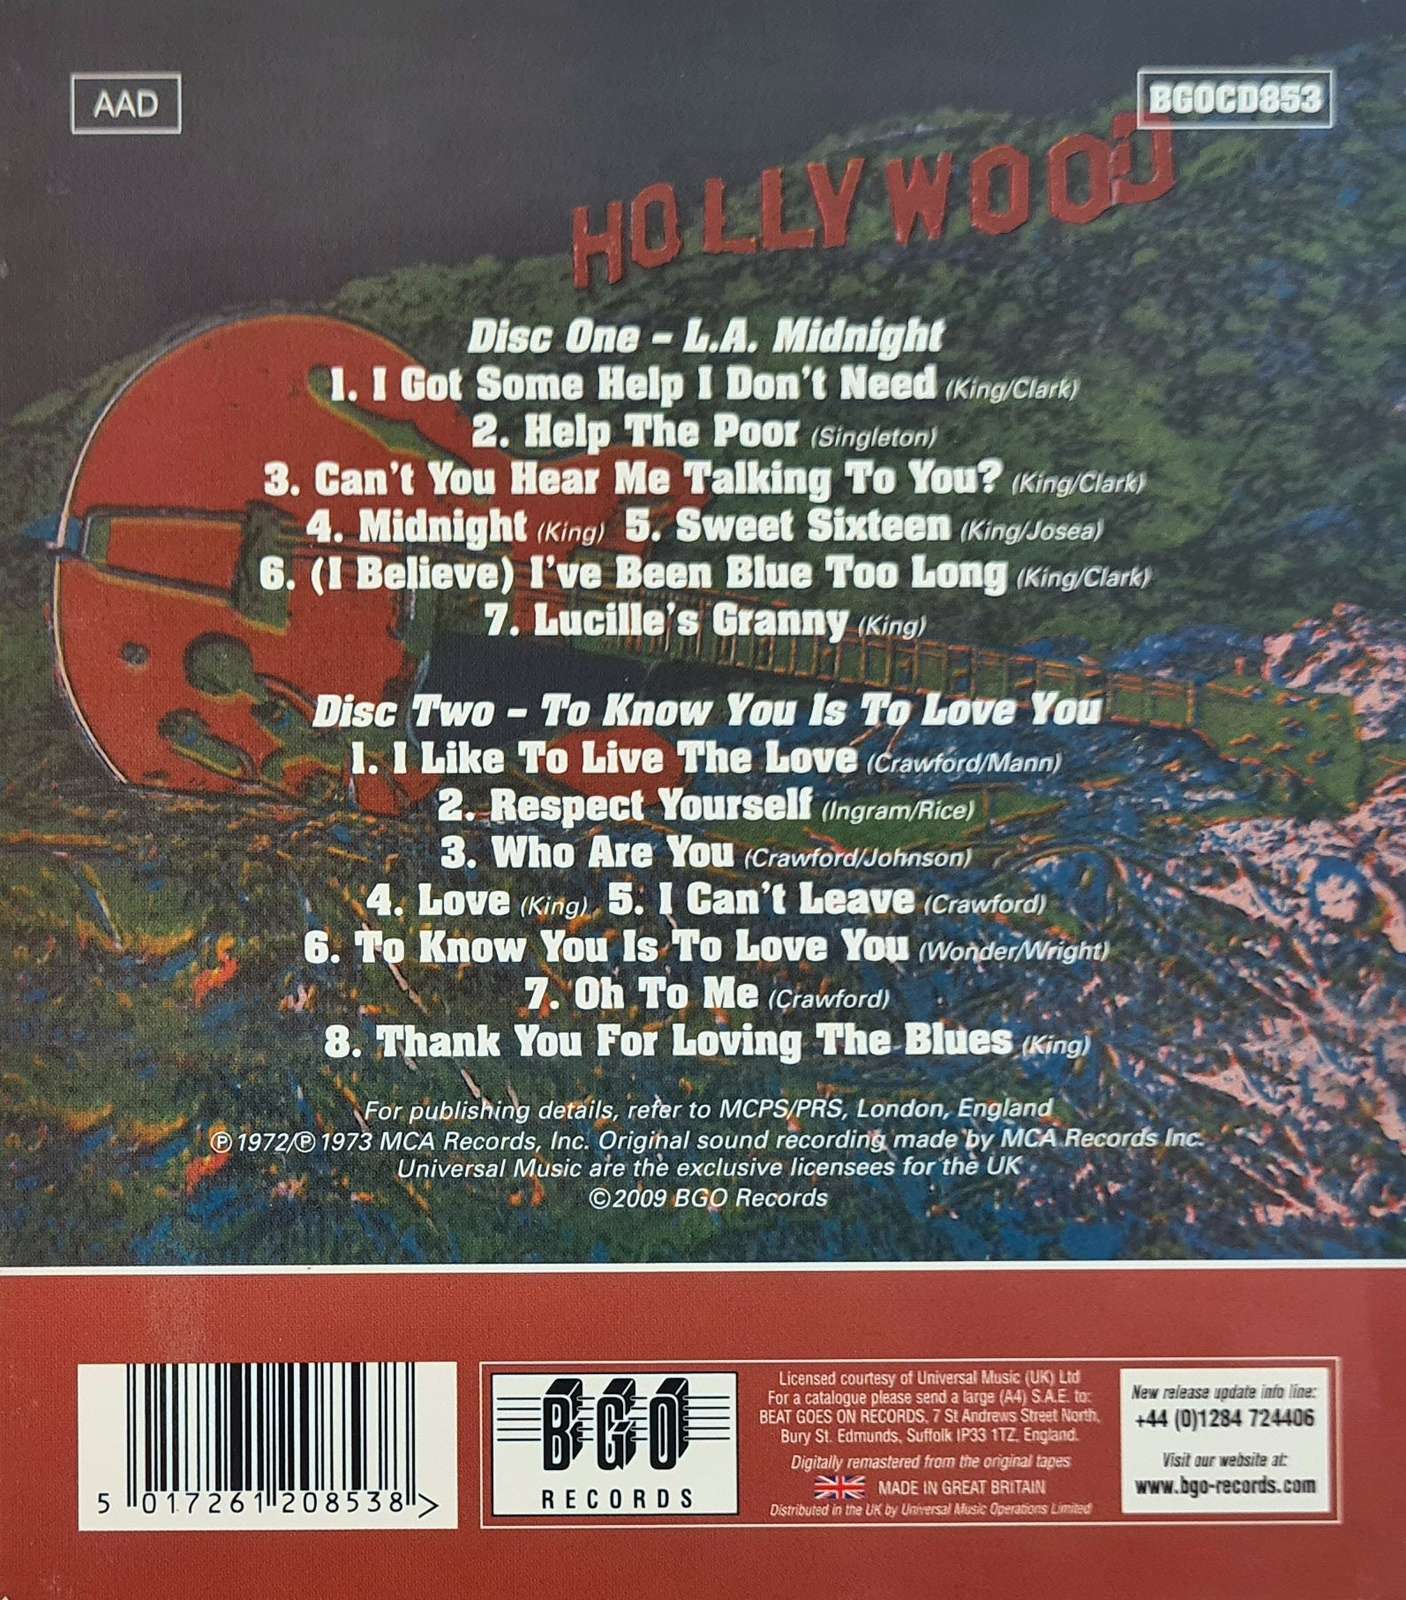 AAD
BGOCD853
HOLLYWOOD
Disc One - L.A. Midnight
1. I Got Some Help I Don't Need (King/Clark)
2. Help The Poor (Singleton)
3. Can't You Hear Me Talking To You? (King/Clark)
4. Midnight (King) 5. Sweet Sixteen (King/Josea)
6. (I Believe) I've Been Blue Too Long (King/Clark)
7. Lucille's Granny (King)
Disc Two - To Know You Is To Love You
1. I Like To Live The Love (Crawford/Mann)
2. Respect Yourself (Ingram/Rice)
3. Who Are You (Crawford/Johnson)
4. Love (King) 5. I Can't Leave (Crawford)
6. To Know You Is To Love You (Wonder/Wright)
7. Oh To Me (Crawford)
8. Thank You For Loving The Blues (King)
For publishing details, refer to MCPS/PRS, London, England
℗ 1972/℗ 1973 MCA Records, Inc. Original sound recording made by MCA Records Inc.
Universal Music are the exclusive licensees for the UK
©2009 BGO Records
5 017261 208538 >
BGO
RECORDS
Licensed courtesy of Universal Music (UK) Ltd
For a catalogue please send a large (A4) S.A.E. to:
BEAT GOES ON RECORDS, 7 St Andrews Street North,
Bury St. Edmunds, Suffolk IP33 1TZ, England.
Digitally remastered from the original tapes
MADE IN GREAT BRITAIN
Distributed in the UK by Universal Music Operations Limited
New release update info line:
+44 (0)1284 724406
Visit our website at:
www.bgo-records.com